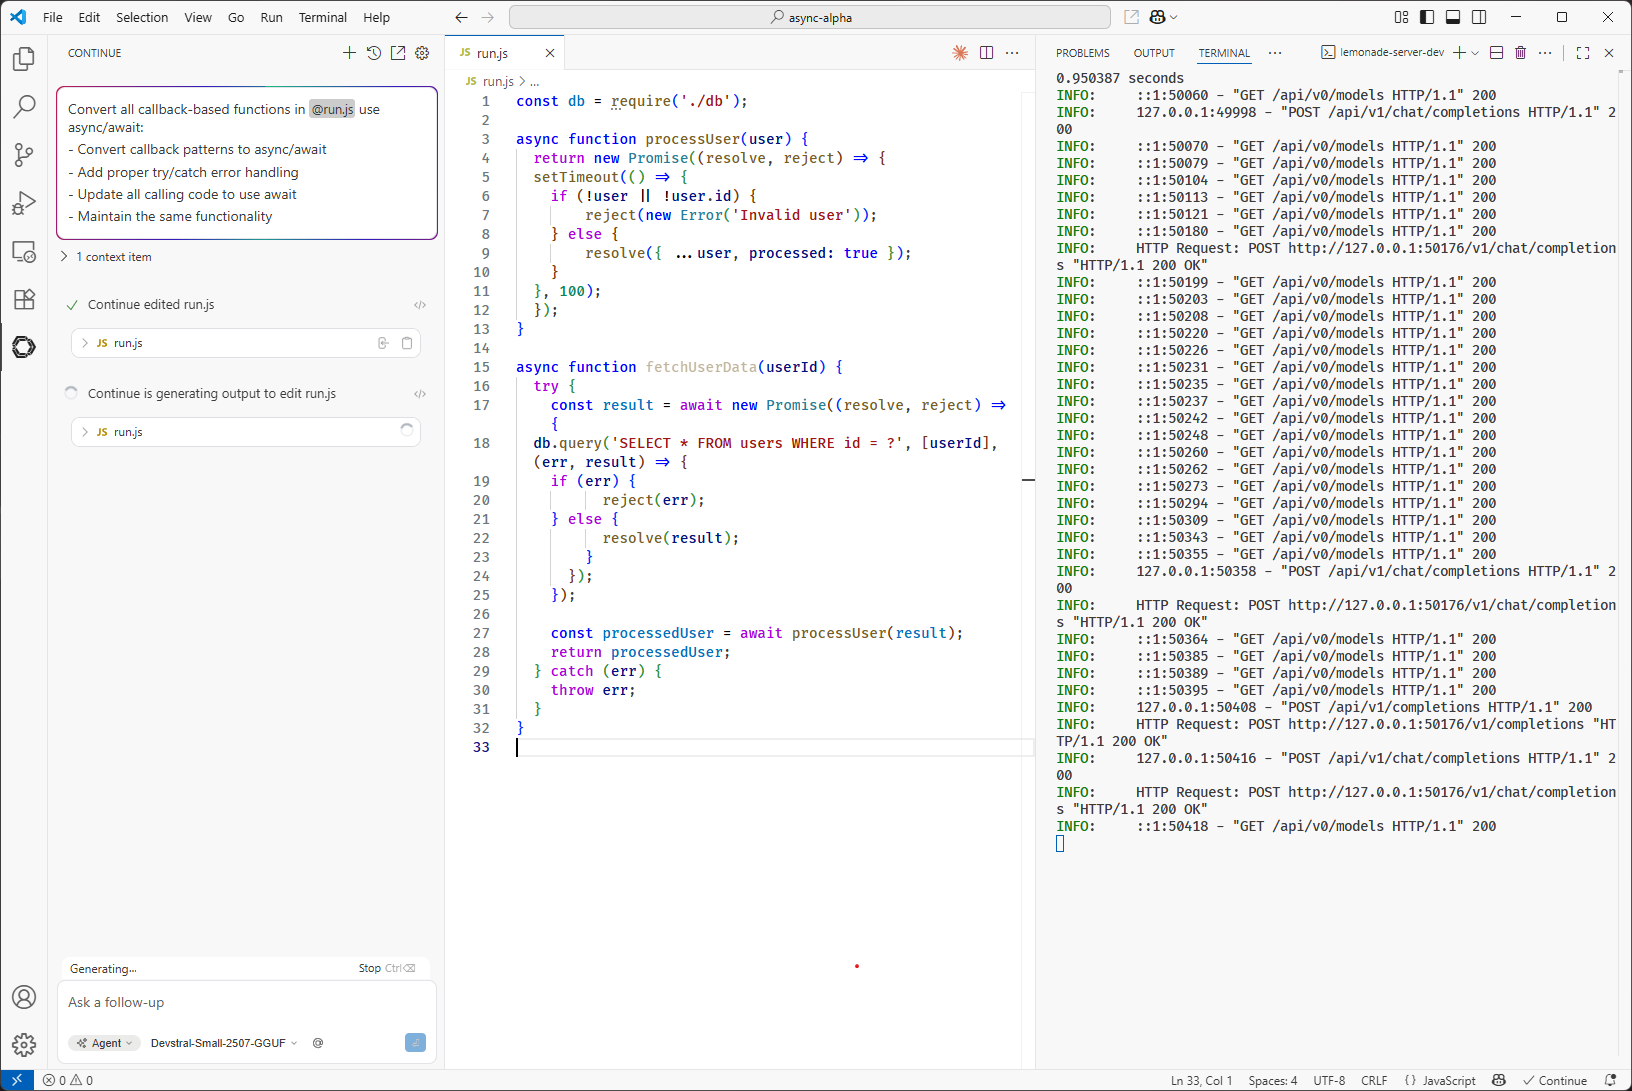 File Edit Selection View Go Run Terminal Help
async-alpha
CONTINUE
Convert all callback-based functions in @run.js use
async/await:
- Convert callback patterns to async/await
- Add proper try/catch error handling
- Update all calling code to use await
- Maintain the same functionality
1 context item
Continue edited run.js
JS run.js
Continue is generating output to edit run.js
JS run.js
Generating...
Stop Ctrl⌫
Ask a follow-up
Agent
Devstral-Small-2507-GGUF
@
JS run.js
JS run.js > ...
1 const db = require('./db');
2
3 async function processUser(user) {
4 return new Promise((resolve, reject) => {
5 setTimeout(() => {
6 if (!user || !user.id) {
7 reject(new Error('Invalid user'));
8 } else {
9 resolve({ ...user, processed: true });
10 }
11 }, 100);
12 });
13 }
14
15 async function fetchUserData(userId) {
16 try {
17 const result = await new Promise((resolve, reject) =>
{
18 db.query('SELECT * FROM users WHERE id = ?', [userId],
(err, result) => {
19 if (err) {
20 reject(err);
21 } else {
22 resolve(result);
23 }
24 });
25 });
26
27 const processedUser = await processUser(result);
28 return processedUser;
29 } catch (err) {
30 throw err;
31 }
32 }
33
PROBLEMS OUTPUT TERMINAL
lemonade-server-dev
0.950387 seconds
INFO: ::1:50060 - "GET /api/v0/models HTTP/1.1" 200
INFO: 127.0.0.1:49998 - "POST /api/v1/chat/completions HTTP/1.1" 2
00
INFO: ::1:50070 - "GET /api/v0/models HTTP/1.1" 200
INFO: ::1:50079 - "GET /api/v0/models HTTP/1.1" 200
INFO: ::1:50104 - "GET /api/v0/models HTTP/1.1" 200
INFO: ::1:50113 - "GET /api/v0/models HTTP/1.1" 200
INFO: ::1:50121 - "GET /api/v0/models HTTP/1.1" 200
INFO: ::1:50180 - "GET /api/v0/models HTTP/1.1" 200
INFO: HTTP Request: POST http://127.0.0.1:50176/v1/chat/completion
s "HTTP/1.1 200 OK"
INFO: ::1:50199 - "GET /api/v0/models HTTP/1.1" 200
INFO: ::1:50203 - "GET /api/v0/models HTTP/1.1" 200
INFO: ::1:50208 - "GET /api/v0/models HTTP/1.1" 200
INFO: ::1:50220 - "GET /api/v0/models HTTP/1.1" 200
INFO: ::1:50226 - "GET /api/v0/models HTTP/1.1" 200
INFO: ::1:50231 - "GET /api/v0/models HTTP/1.1" 200
INFO: ::1:50235 - "GET /api/v0/models HTTP/1.1" 200
INFO: ::1:50237 - "GET /api/v0/models HTTP/1.1" 200
INFO: ::1:50242 - "GET /api/v0/models HTTP/1.1" 200
INFO: ::1:50248 - "GET /api/v0/models HTTP/1.1" 200
INFO: ::1:50260 - "GET /api/v0/models HTTP/1.1" 200
INFO: ::1:50262 - "GET /api/v0/models HTTP/1.1" 200
INFO: ::1:50273 - "GET /api/v0/models HTTP/1.1" 200
INFO: ::1:50294 - "GET /api/v0/models HTTP/1.1" 200
INFO: ::1:50309 - "GET /api/v0/models HTTP/1.1" 200
INFO: ::1:50343 - "GET /api/v0/models HTTP/1.1" 200
INFO: ::1:50355 - "GET /api/v0/models HTTP/1.1" 200
INFO: 127.0.0.1:50358 - "POST /api/v1/chat/completions HTTP/1.1" 2
00
INFO: HTTP Request: POST http://127.0.0.1:50176/v1/chat/completion
s "HTTP/1.1 200 OK"
INFO: ::1:50364 - "GET /api/v0/models HTTP/1.1" 200
INFO: ::1:50385 - "GET /api/v0/models HTTP/1.1" 200
INFO: ::1:50389 - "GET /api/v0/models HTTP/1.1" 200
INFO: ::1:50395 - "GET /api/v0/models HTTP/1.1" 200
INFO: 127.0.0.1:50408 - "POST /api/v1/completions HTTP/1.1" 200
INFO: HTTP Request: POST http://127.0.0.1:50176/v1/completions "HT
TP/1.1 200 OK"
INFO: 127.0.0.1:50416 - "POST /api/v1/chat/completions HTTP/1.1" 2
00
INFO: HTTP Request: POST http://127.0.0.1:50176/v1/chat/completion
s "HTTP/1.1 200 OK"
INFO: ::1:50418 - "GET /api/v0/models HTTP/1.1" 200
0 0
Ln 33, Col 1 Spaces: 4 UTF-8 CRLF {} JavaScript Continue